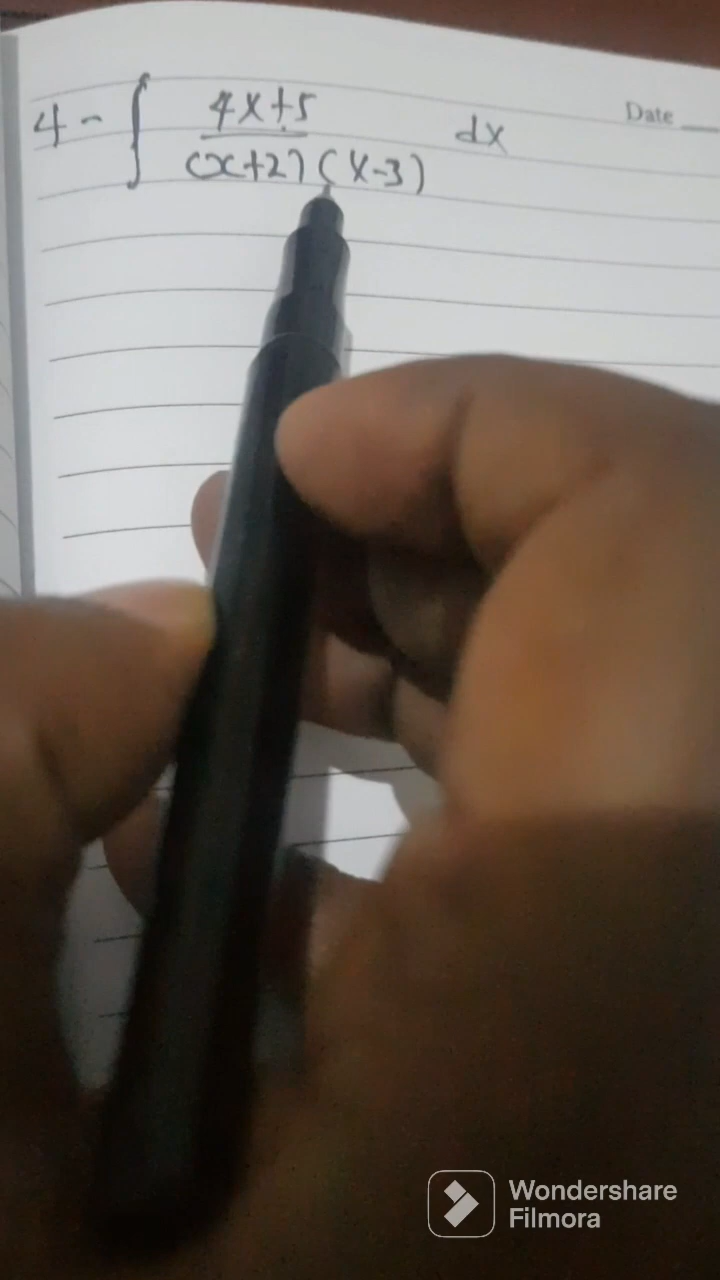 4- ∫ 4x+5 dx
(x+2)(x-3)
Date
Wondershare
Filmora